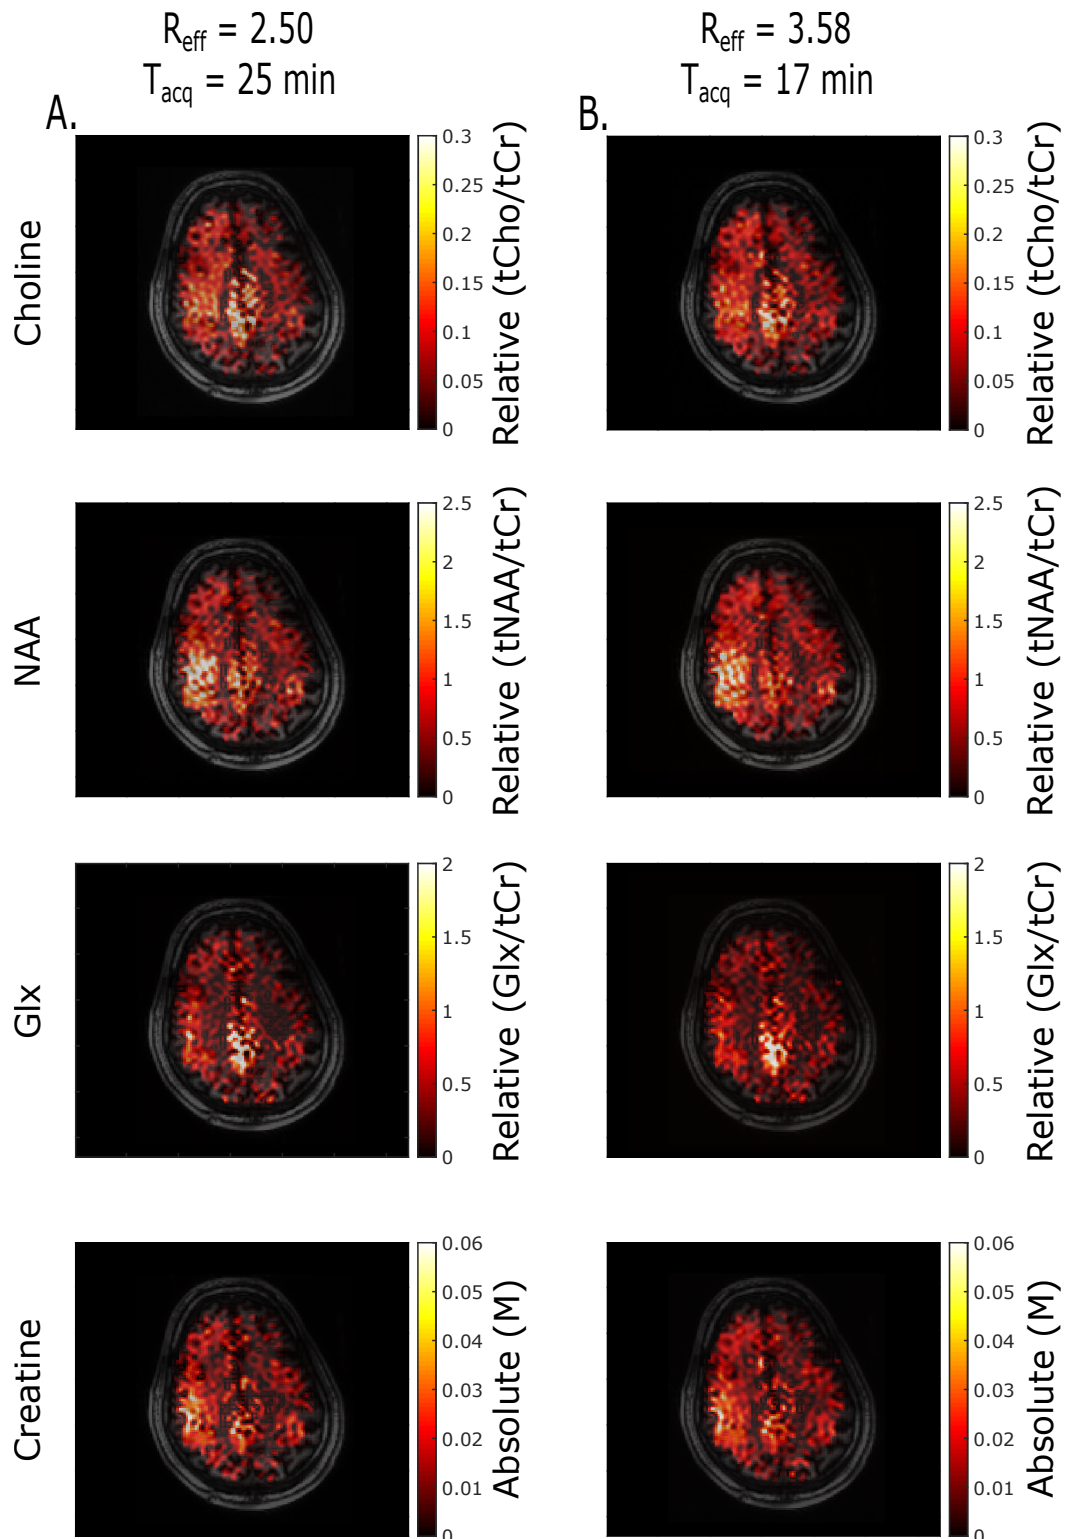 R_eff = 2.50
T_acq = 25 min
R_eff = 3.58
T_acq = 17 min
A.
B.
Choline
0.3
0.25
0.2
0.15
0.1
0.05
0
Relative (tCho/tCr)
0.3
0.25
0.2
0.15
0.1
0.05
0
Relative (tCho/tCr)
NAA
2.5
2
1.5
1
0.5
0
Relative (tNAA/tCr)
2.5
2
1.5
1
0.5
0
Relative (tNAA/tCr)
Glx
2
1.5
1
0.5
0
Relative (Glx/tCr)
2
1.5
1
0.5
0
Relative (Glx/tCr)
Creatine
0.06
0.05
0.04
0.03
0.02
0.01
0
Absolute (M)
0.06
0.05
0.04
0.03
0.02
0.01
0
Absolute (M)